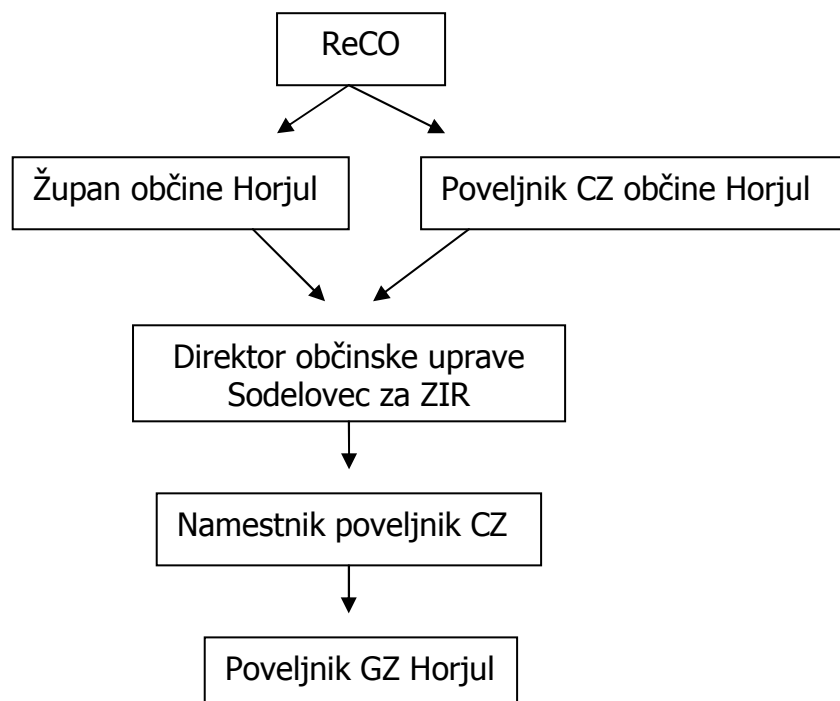 ReCO
Župan občine Horjul
Poveljnik CZ občine Horjul
Direktor občinske uprave
Sodelovec za ZIR
Namestnik poveljnik CZ
Poveljnik GZ Horjul